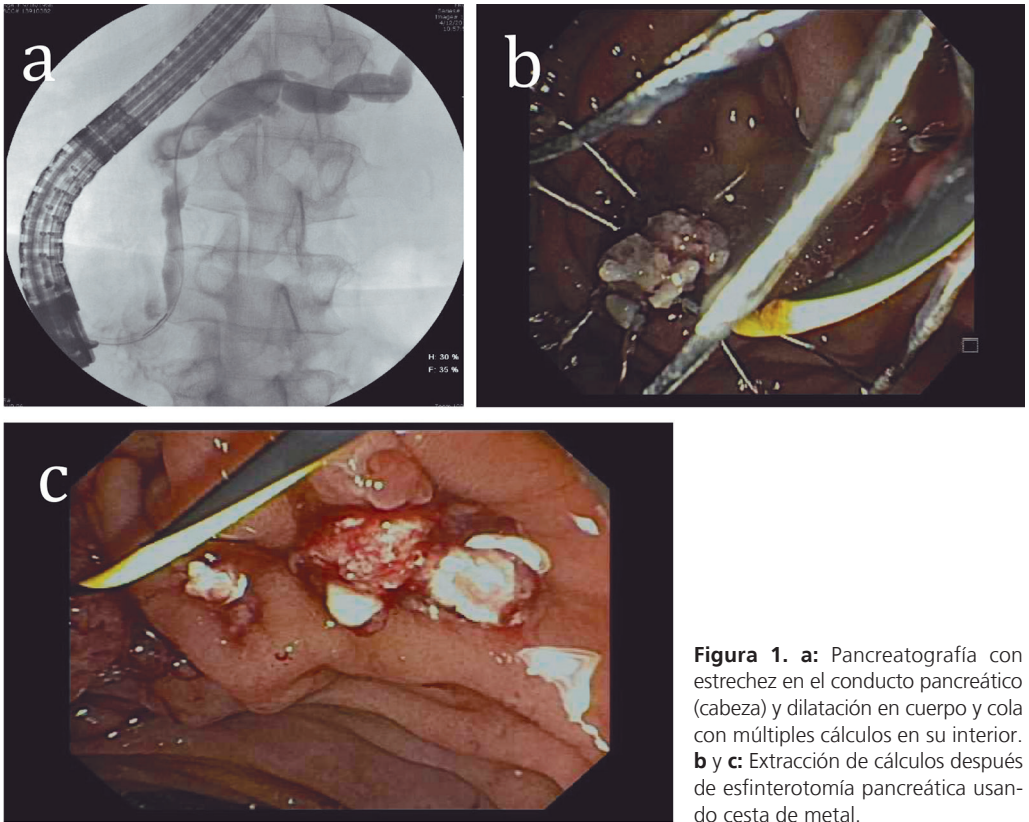 a
b
H: 30 %
F: 35 %
c
Figura 1. a: Pancreatografía con
estrechez en el conducto pancreático
(cabeza) y dilatación en cuerpo y cola
con múltiples cálculos en su interior.
b y c: Extracción de cálculos después
de esfinterotomía pancreática usan-
do cesta de metal.